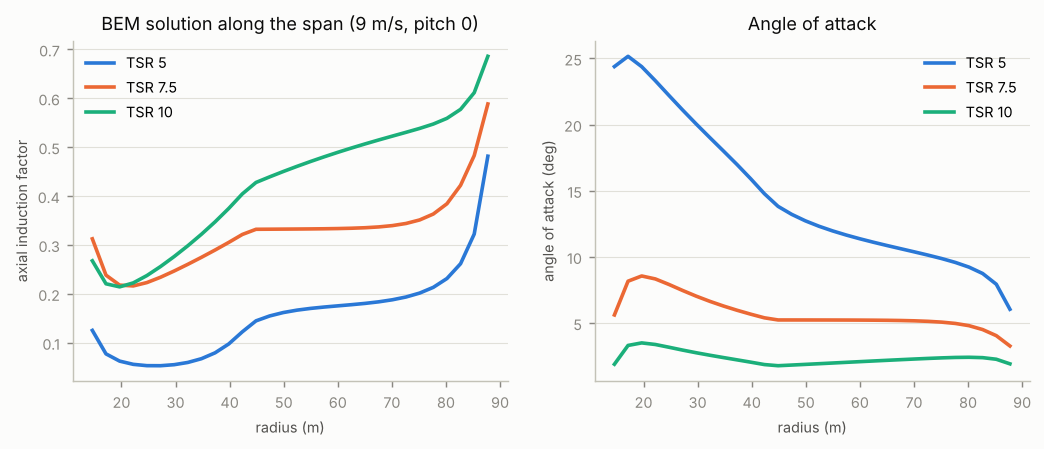 BEM solution along the span (9 m/s, pitch 0)
0.7
0.6
0.5
0.4
0.3
0.2
0.1
axial induction factor
TSR 5
TSR 7.5
TSR 10
20 30 40 50 60 70 80 90
radius (m)
Angle of attack
25
20
15
10
5
angle of attack (deg)
TSR 5
TSR 7.5
TSR 10
20 30 40 50 60 70 80 90
radius (m)